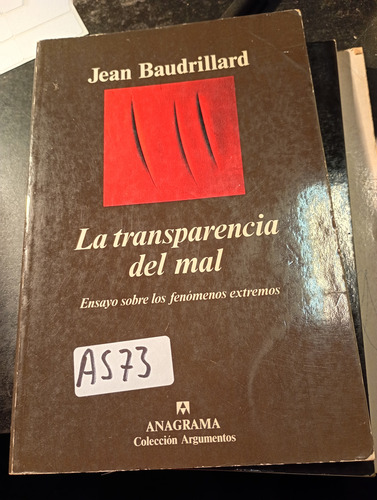 Jean Baudrillard
La transparencia
del mal
Ensayo sobre los fenómenos extremos
AS73
ANAGRAMA
Colección Argumentos